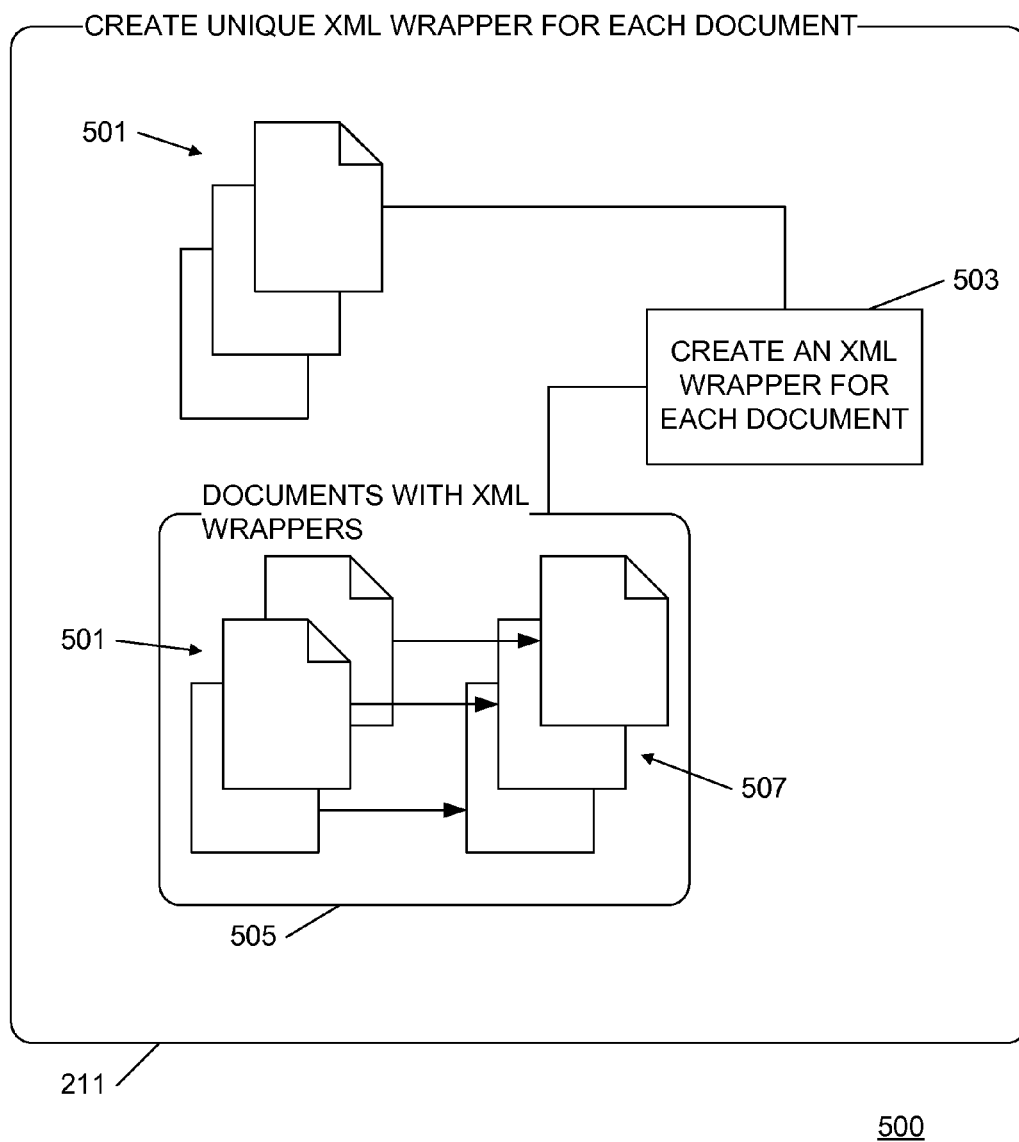 CREATE UNIQUE XML WRAPPER FOR EACH DOCUMENT
501
503
CREATE AN XML
WRAPPER FOR
EACH DOCUMENT
DOCUMENTS WITH XML
WRAPPERS
501
507
505
211
500